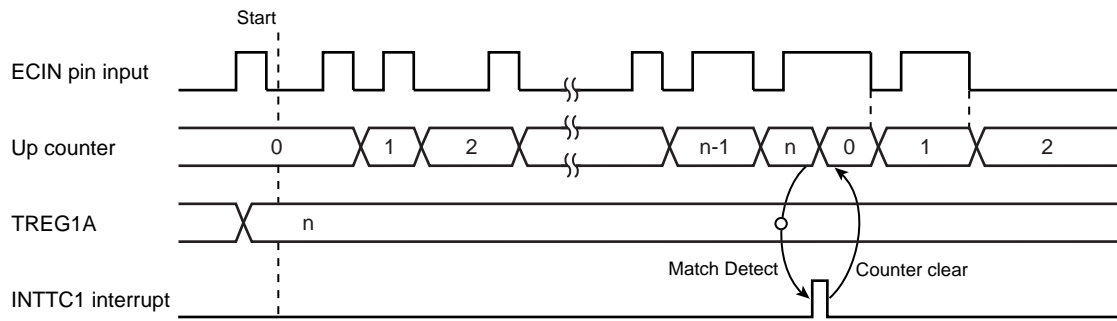 Start
ECIN pin input
Up counter
0 1 2 n-1 n 0 1 2
TREG1A
n
Match Detect
Counter clear
INTTC1 interrupt